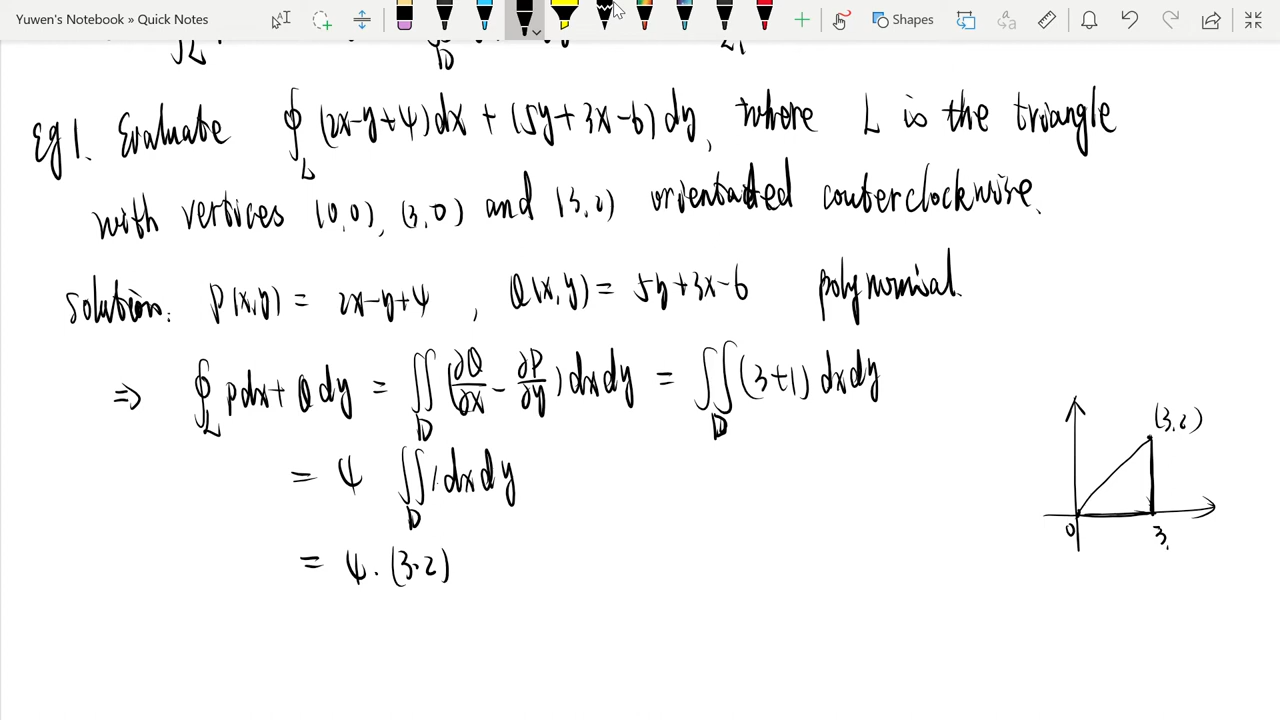 Yuwen's Notebook » Quick Notes
Shapes
Eg 1. Evaluate ∮_L (2x-y+4)dx + (5y+3x-6)dy, where L is the triangle
with vertices (0,0), (3,0) and (3,2) orientated couterclockwise.
solution: P(x,y) = 2x-y+4 , Q(x,y) = 5y+3x-6 polynomial.
⇒ ∮_L Pdx + Qdy = ∬_D (∂Q/∂x - ∂P/∂y) dxdy = ∬_D (3+1) dxdy
= 4 ∬_D 1 dxdy
= 4 · (3·2)
(3,2)
0
3